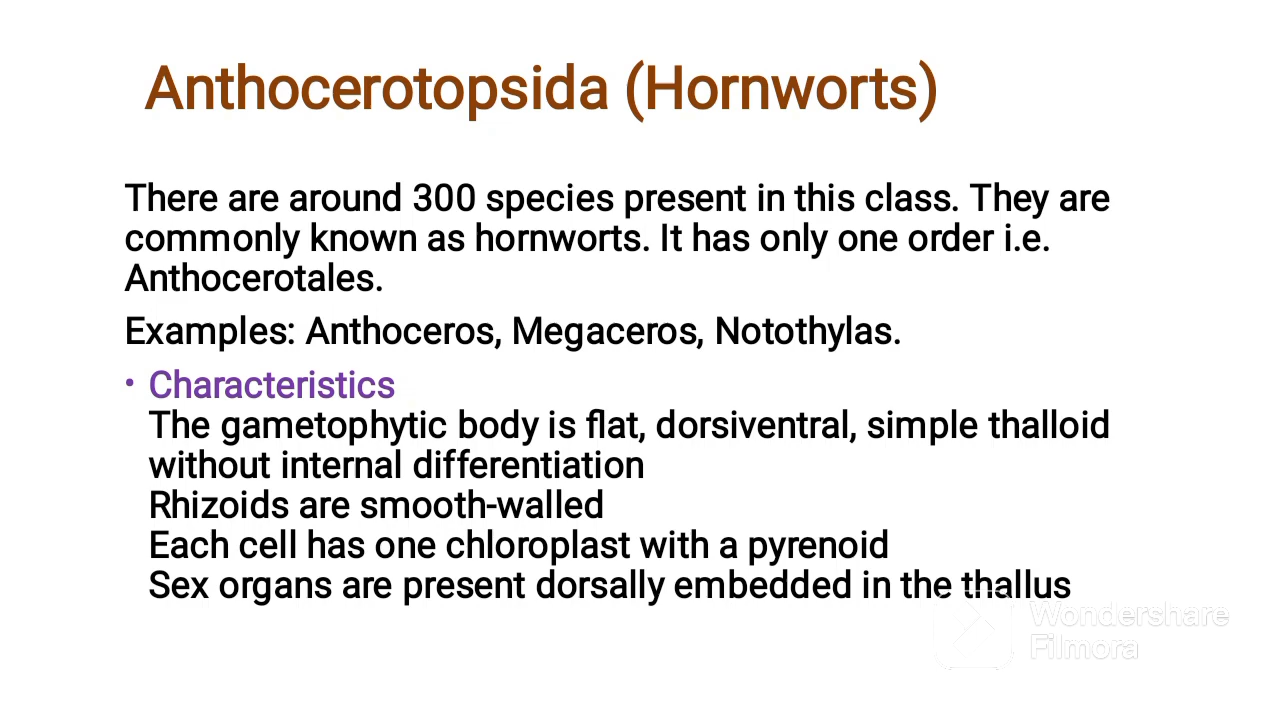 Anthocerotopsida (Hornworts)
There are around 300 species present in this class. They are
commonly known as hornworts. It has only one order i.e.
Anthocerotales.
Examples: Anthoceros, Megaceros, Notothylas.
• Characteristics
The gametophytic body is flat, dorsiventral, simple thalloid
without internal differentiation
Rhizoids are smooth-walled
Each cell has one chloroplast with a pyrenoid
Sex organs are present dorsally embedded in the thallus
Wondershare
Filmora